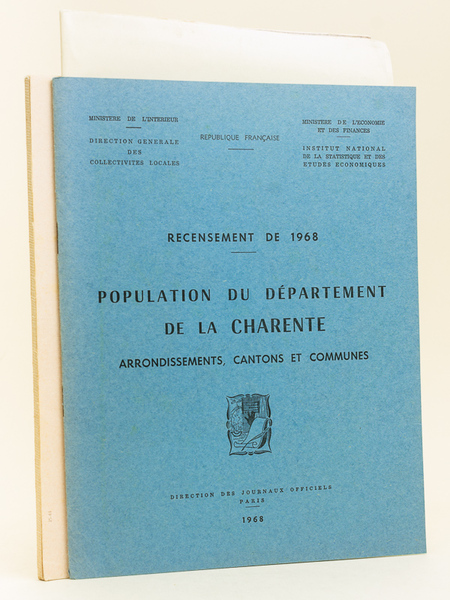 MINISTERE DE L'INTERIEUR
DIRECTION GENERALE
DES
COLLECTIVITES LOCALES
REPUBLIQUE FRANÇAISE
MINISTERE DE L'ECONOMIE
ET DES FINANCES
INSTITUT NATIONAL
DE LA STATISTIQUE ET DES
ETUDES ECONOMIQUES
RECENSEMENT DE 1968
POPULATION DU DÉPARTEMENT
DE LA CHARENTE
ARRONDISSEMENTS, CANTONS ET COMMUNES
DIRECTION DES JOURNAUX OFFICIELS
PARIS
1968